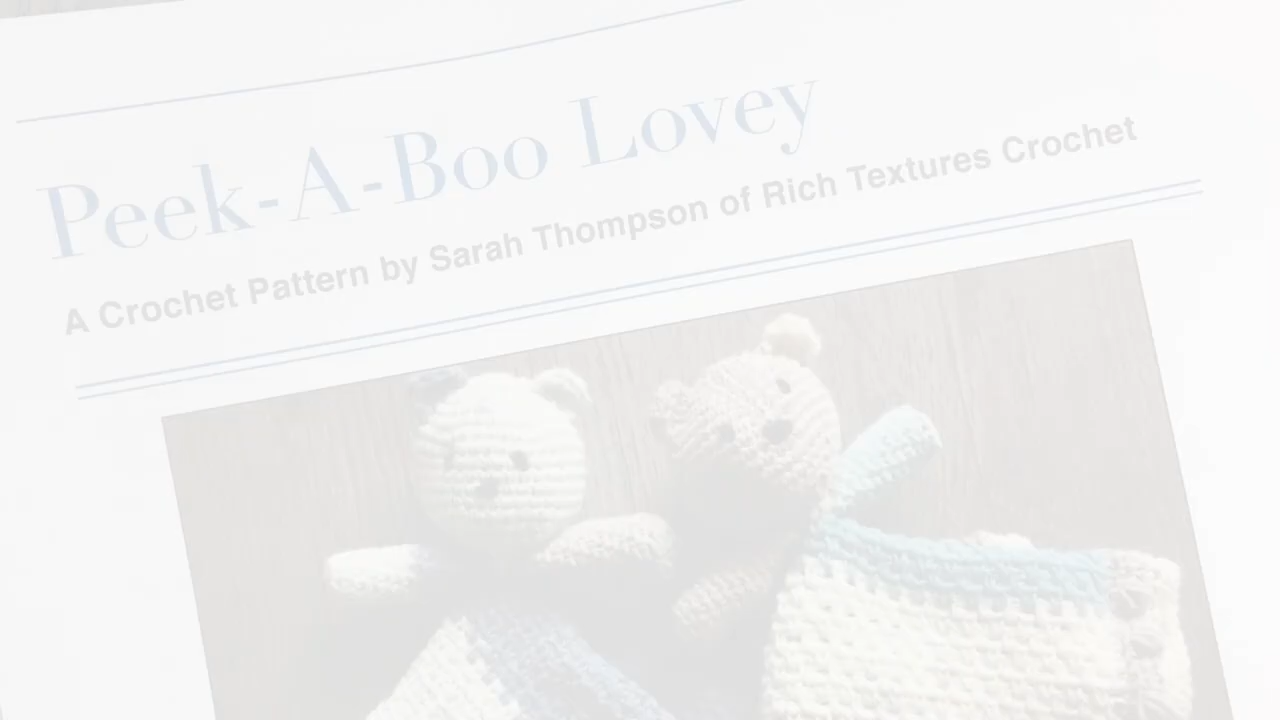 Peek-A-Boo Lovey
A Crochet Pattern by Sarah Thompson of Rich Textures Crochet